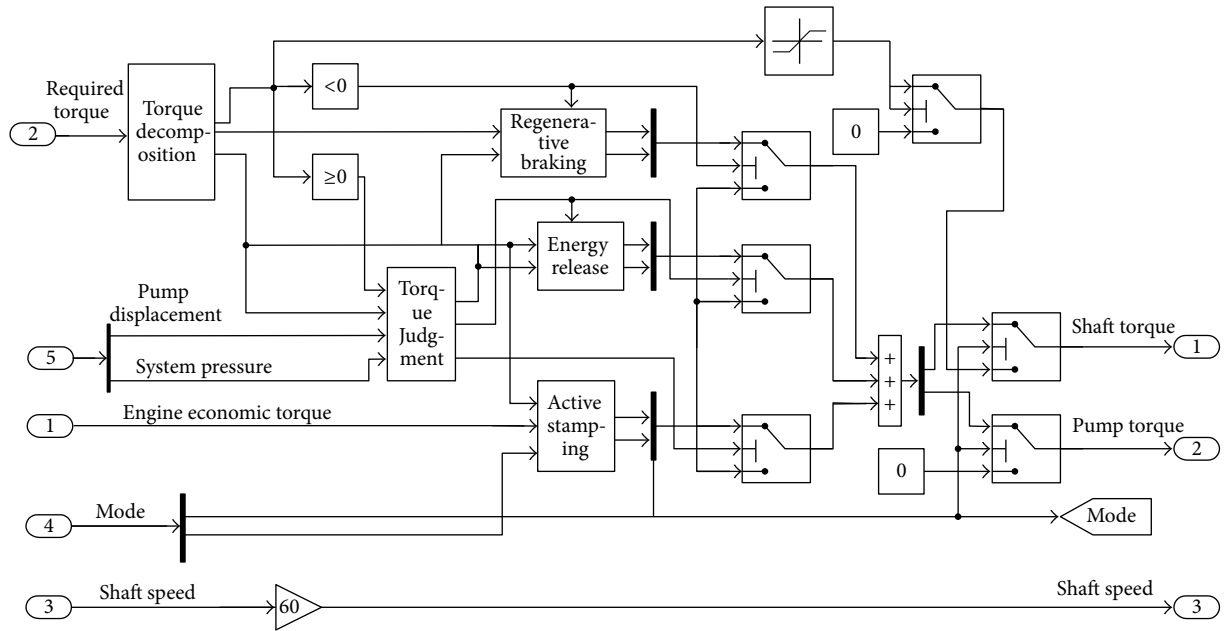 Required
torque
2
Torque
decomp-
osition
<0
≥0
Regenera-
tive
braking
0
Energy
release
Pump
displacement
5
System pressure
Torq-
ue
Judg-
ment
Shaft torque
1
+
+
+
1
Engine economic torque
Active
stamp-
ing
0
Pump torque
2
4
Mode
Mode
3
Shaft speed
60
Shaft speed
3